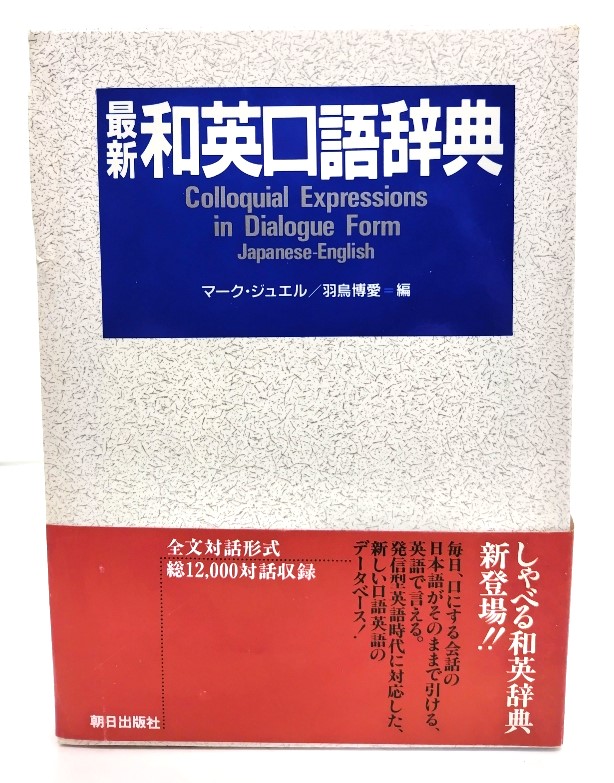 最新
和英口語辞典
Colloquial Expressions
in Dialogue Form
Japanese-English
マーク・ジュエル／羽鳥博愛=編
しゃべる和英辞典
新登場!!
毎日、口にする会話の
日本語がそのままで引ける、
英語で言える。
発信型英語時代に対応した、
新しい口語英語の
データベース!
全文対話形式
総12,000対話収録
朝日出版社